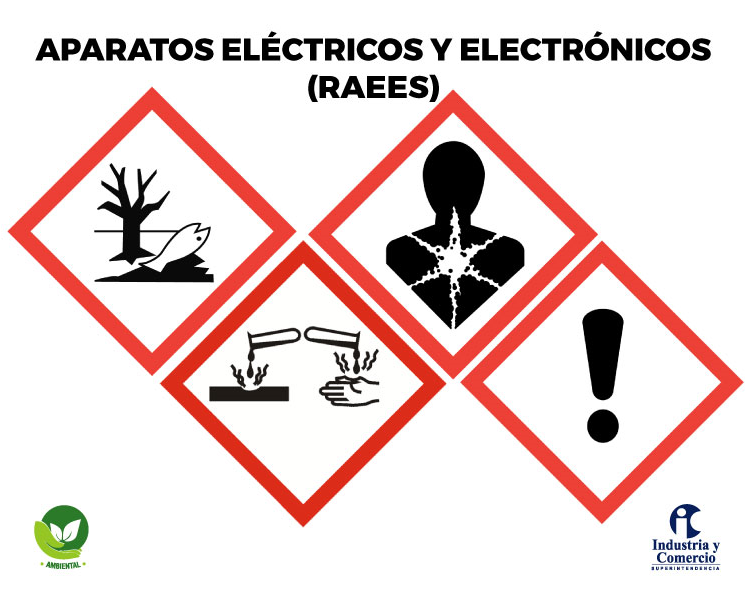 APARATOS ELÉCTRICOS Y ELECTRÓNICOS
(RAEES)
• AMBIENTAL •
Industria y
Comercio
SUPERINTENDENCIA